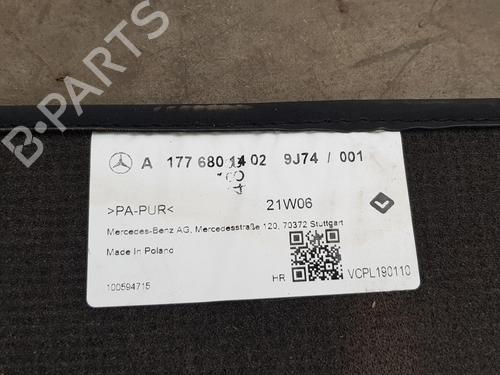 B-Parts
A 177 680 14 02 9J74 / 001
>PA-PUR< 21W06
Mercedes-Benz AG, Mercedesstraße 120, 70372 Stuttgart
Made in Poland
100594715 HR VCPL190110